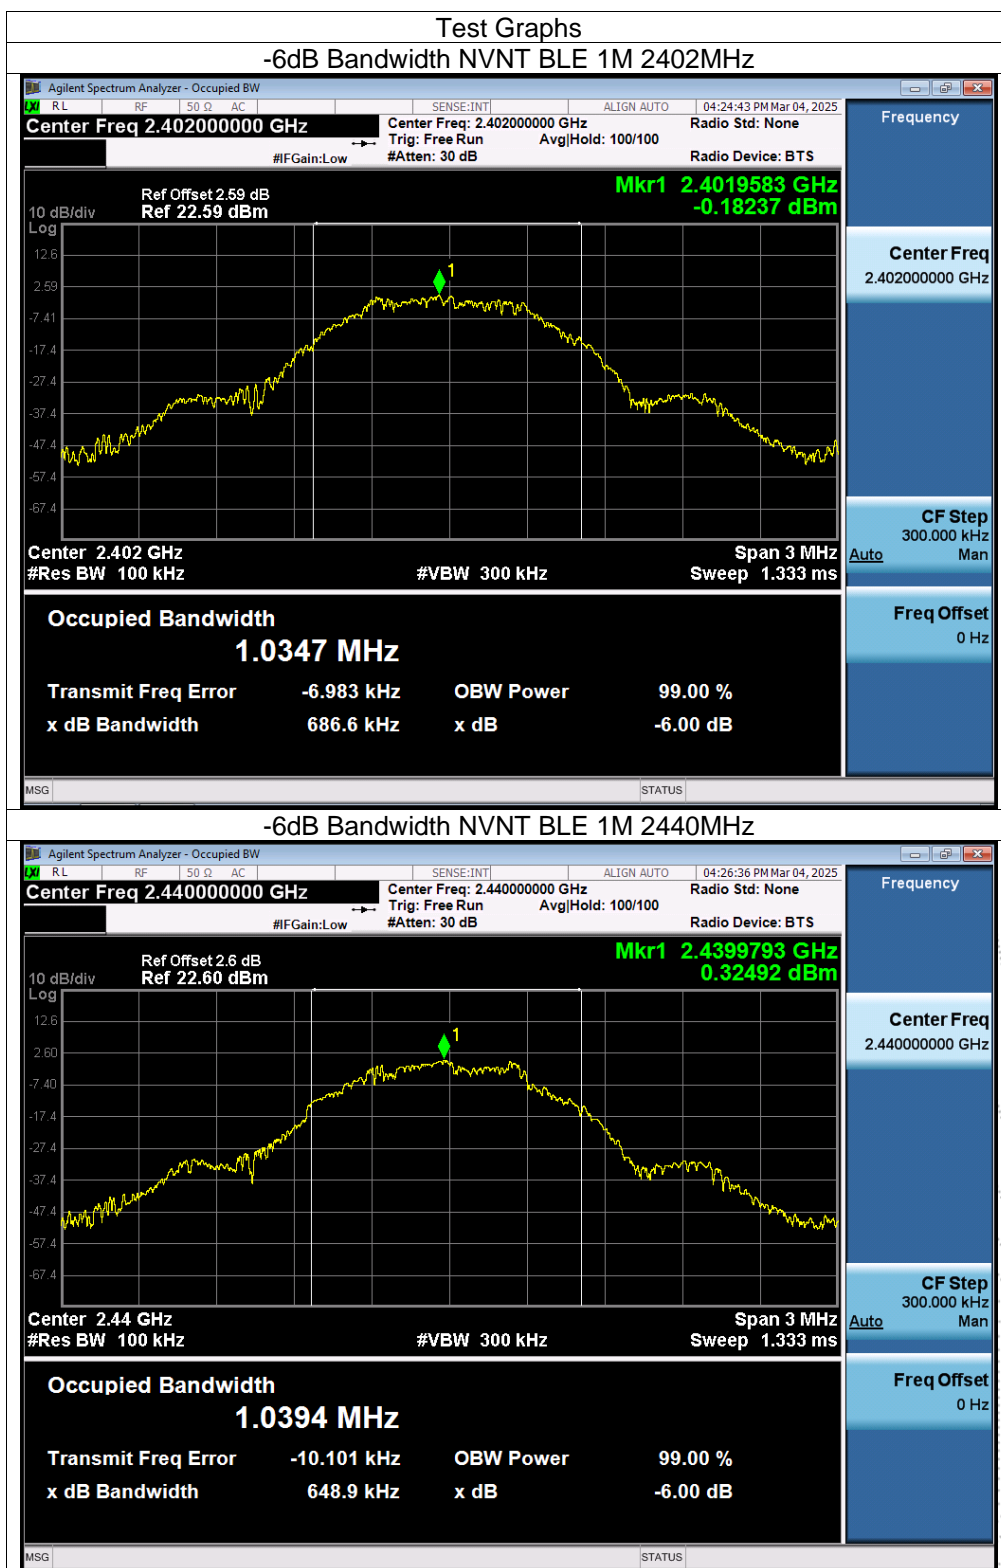 Test Graphs
-6dB Bandwidth NVNT BLE 1M 2402MHz
Agilent Spectrum Analyzer - Occupied BW
LXI RL RF 50 Ω AC SENSE:INT ALIGN AUTO 04:24:43 PM Mar 04, 2025
Center Freq 2.402000000 GHz Center Freq: 2.402000000 GHz Radio Std: None Frequency
Trig: Free Run Avg|Hold: 100/100
#IFGain:Low #Atten: 30 dB Radio Device: BTS
Mkr1 2.4019583 GHz
Ref Offset 2.59 dB
10 dB/div Ref 22.59 dBm -0.18237 dBm
Log
12.6
2.59
-7.41
-17.4
-27.4
-37.4
-47.4
-57.4
-67.4
1
Center Freq
2.402000000 GHz
CF Step
300.000 kHz
Auto Man
Center 2.402 GHz Span 3 MHz
#Res BW 100 kHz #VBW 300 kHz Sweep 1.333 ms
Freq Offset
0 Hz
Occupied Bandwidth
1.0347 MHz
Transmit Freq Error -6.983 kHz OBW Power 99.00 %
x dB Bandwidth 686.6 kHz x dB -6.00 dB
MSG STATUS
-6dB Bandwidth NVNT BLE 1M 2440MHz
Agilent Spectrum Analyzer - Occupied BW
LXI RL RF 50 Ω AC SENSE:INT ALIGN AUTO 04:26:36 PM Mar 04, 2025
Center Freq 2.440000000 GHz Center Freq: 2.440000000 GHz Radio Std: None Frequency
Trig: Free Run Avg|Hold: 100/100
#IFGain:Low #Atten: 30 dB Radio Device: BTS
Mkr1 2.4399793 GHz
Ref Offset 2.6 dB
10 dB/div Ref 22.60 dBm 0.32492 dBm
Log
12.6
2.60
-7.40
-17.4
-27.4
-37.4
-47.4
-57.4
-67.4
1
Center Freq
2.440000000 GHz
CF Step
300.000 kHz
Auto Man
Center 2.44 GHz Span 3 MHz
#Res BW 100 kHz #VBW 300 kHz Sweep 1.333 ms
Freq Offset
0 Hz
Occupied Bandwidth
1.0394 MHz
Transmit Freq Error -10.101 kHz OBW Power 99.00 %
x dB Bandwidth 648.9 kHz x dB -6.00 dB
MSG STATUS